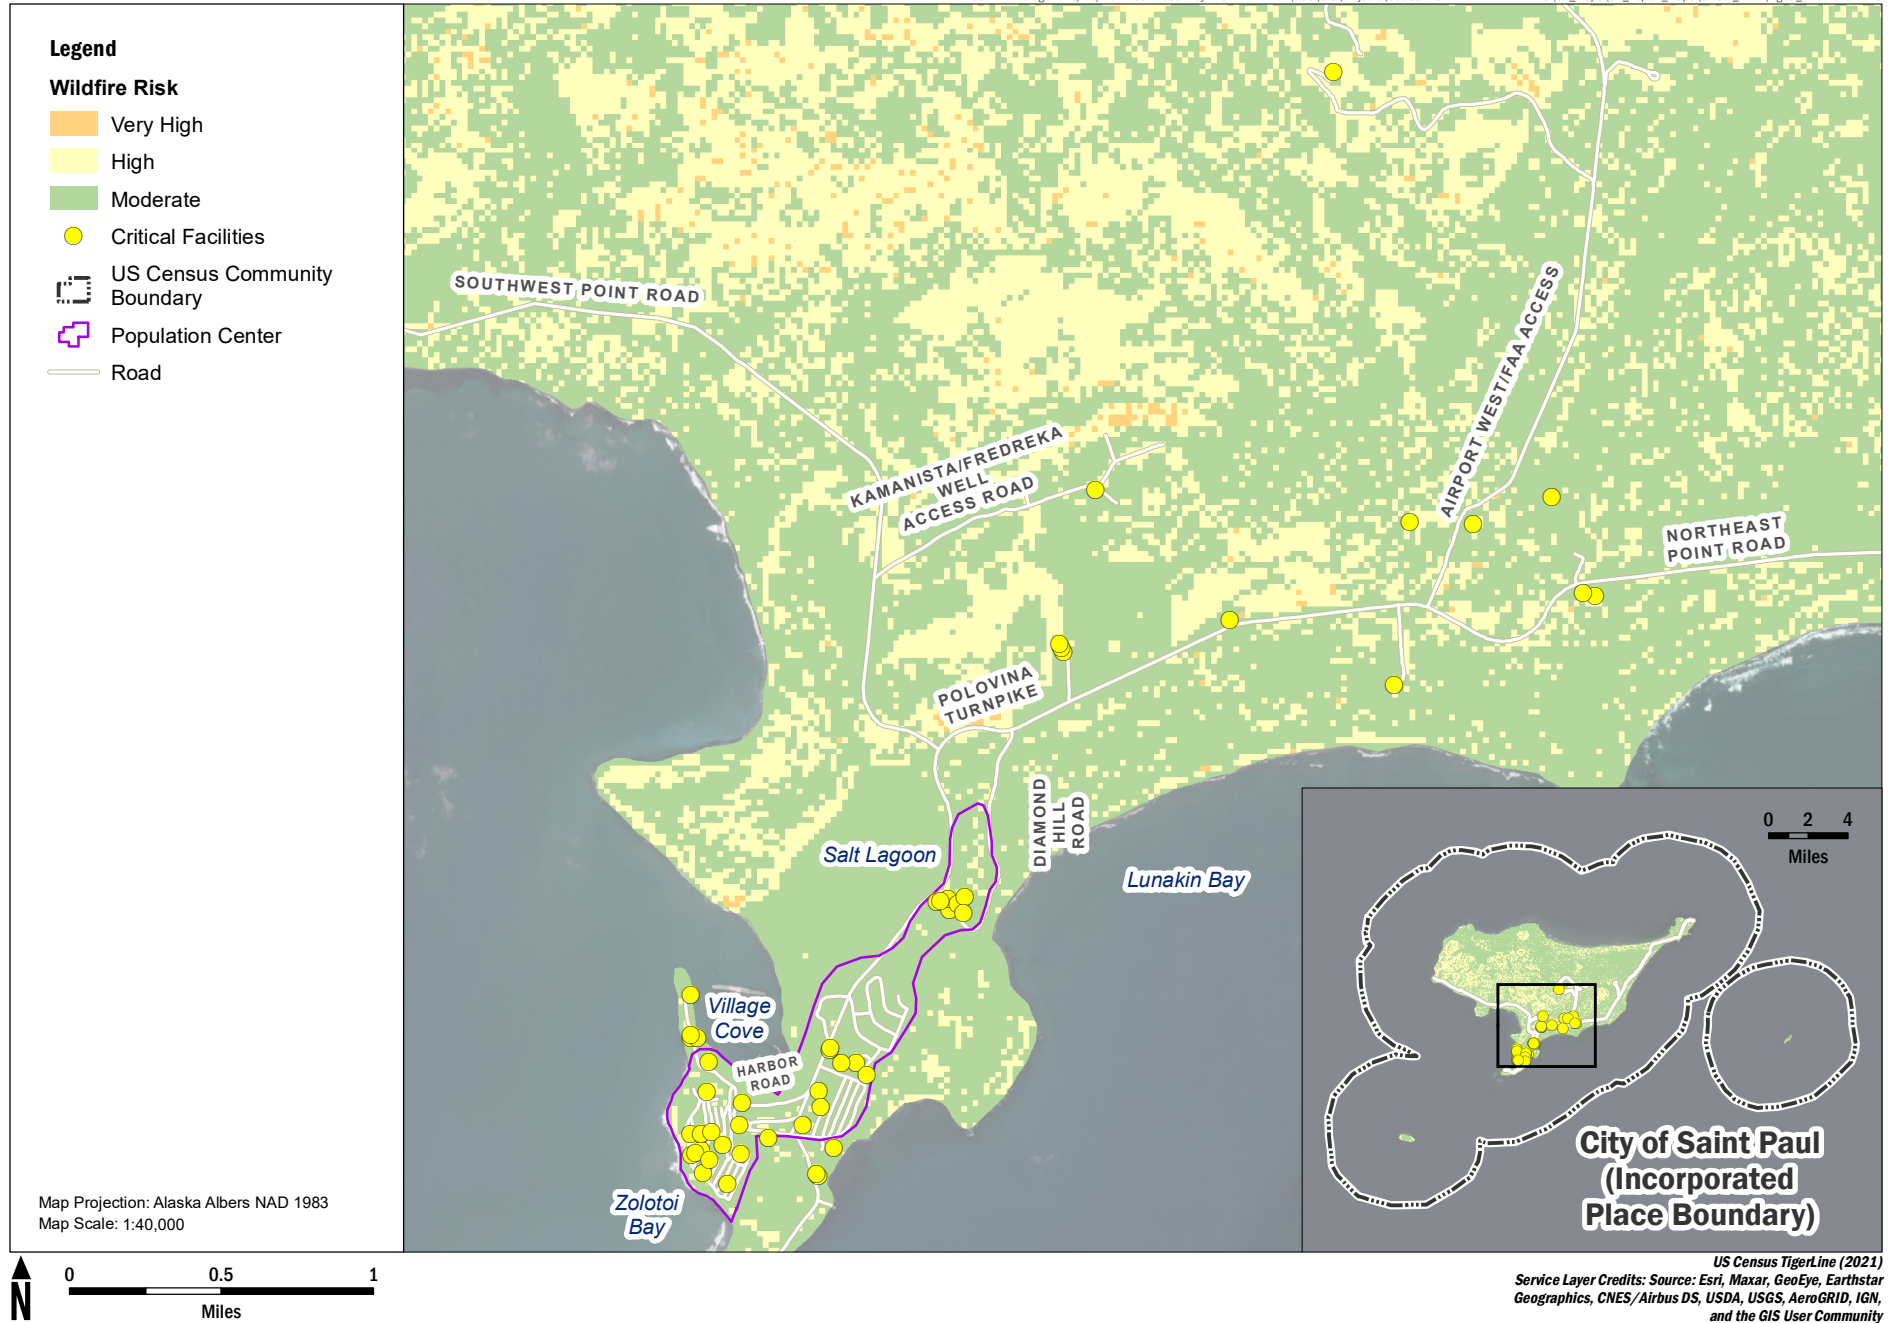 Legend
Wildfire Risk
Very High
High
Moderate
Critical Facilities
US Census Community
Boundary
Population Center
Road
SOUTHWEST POINT ROAD
KAMANISTA/FREDREKA
WELL
ACCESS ROAD
AIRPORT WEST/FAA ACCESS
NORTHEAST
POINT ROAD
POLOVINA
TURNPIKE
DIAMOND
HILL
ROAD
Salt Lagoon
Lunakin Bay
Village
Cove
HARBOR
ROAD
Zolotoi
Bay
0 2 4
Miles
City of Saint Paul
(Incorporated
Place Boundary)
Map Projection: Alaska Albers NAD 1983
Map Scale: 1:40,000
N
0 0.5 1
Miles
US Census TigerLine (2021)
Service Layer Credits: Source: Esri, Maxar, GeoEye, Earthstar
Geographics, CNES/Airbus DS, USDA, USGS, AeroGRID, IGN,
and the GIS User Community